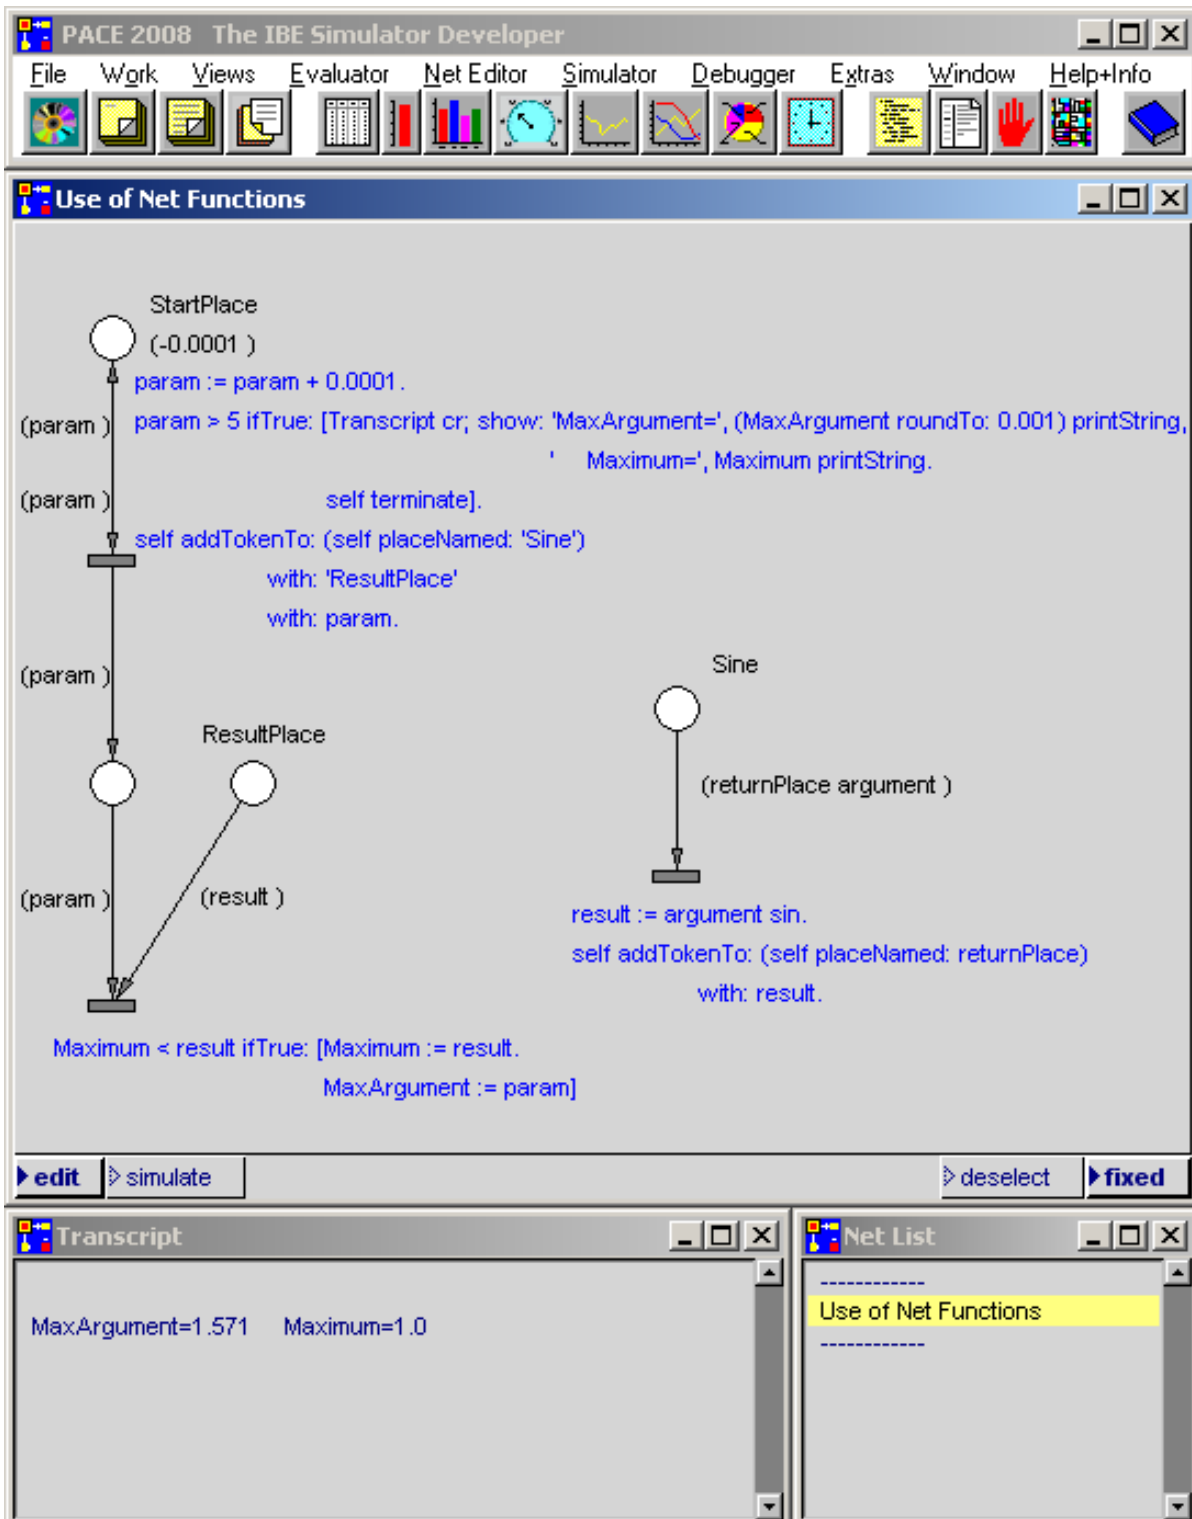 PACE 2008 The IBE Simulator Developer
File Work Views Evaluator Net Editor Simulator Debugger Extras Window Help+Info
Use of Net Functions
StartPlace
(-0.0001 )
param := param + 0.0001.
(param ) param > 5 ifTrue: [Transcript cr; show: 'MaxArgument=', (MaxArgument roundTo: 0.001) printString,
'     Maximum=', Maximum printString.
(param ) self terminate].
self addTokenTo: (self placeNamed: 'Sine')
with: 'ResultPlace'
with: param.
Sine
(param )
ResultPlace
(returnPlace argument )
(param ) (result )
result := argument sin.
self addTokenTo: (self placeNamed: returnPlace)
with: result.
Maximum < result ifTrue: [Maximum := result.
MaxArgument := param]
edit simulate deselect fixed
Transcript
Net List
------------
Use of Net Functions
MaxArgument=1.571     Maximum=1.0
------------